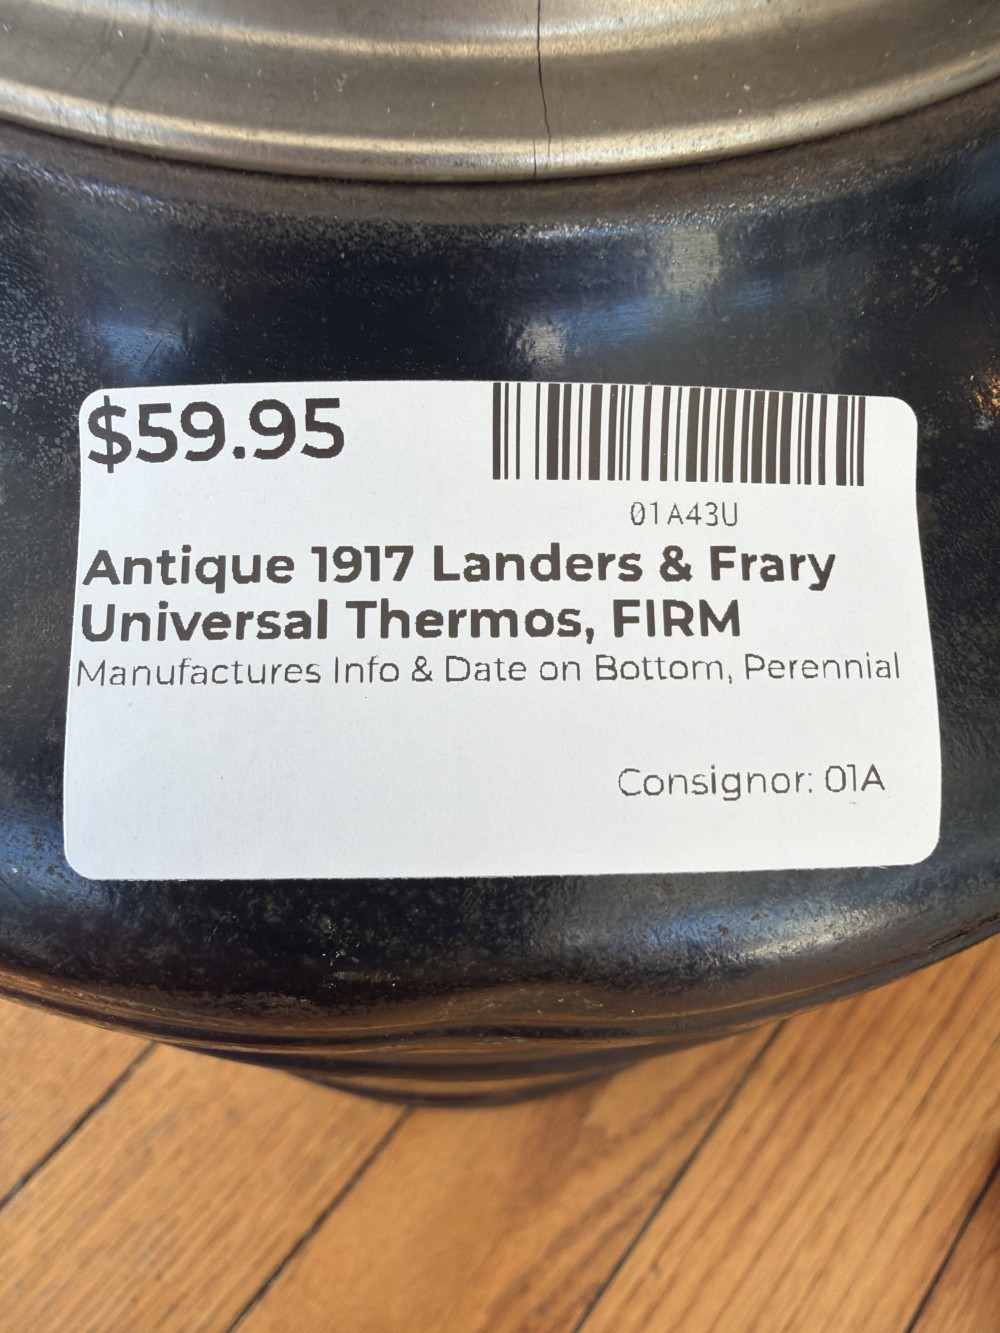 $59.95
01A43U
Antique 1917 Landers & Frary
Universal Thermos, FIRM
Manufactures Info & Date on Bottom, Perennial
Consignor: 01A